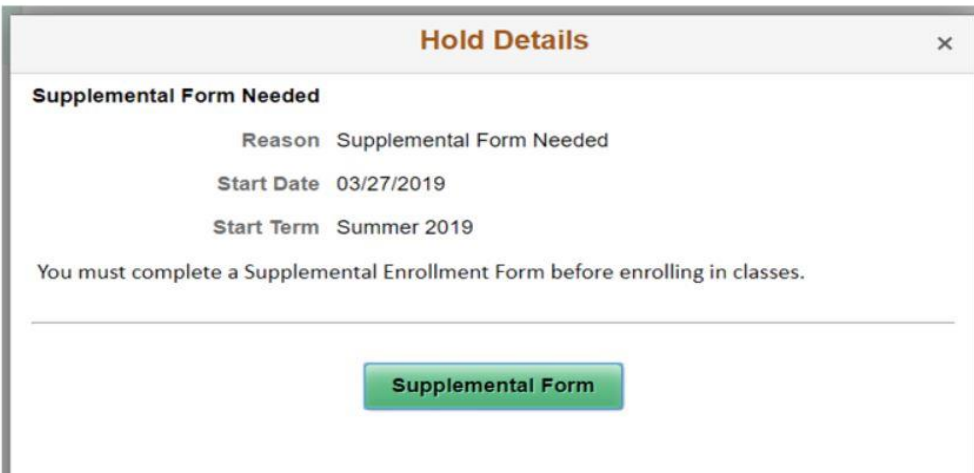 Hold Details
×
Supplemental Form Needed
Reason Supplemental Form Needed
Start Date 03/27/2019
Start Term Summer 2019
You must complete a Supplemental Enrollment Form before enrolling in classes.
Supplemental Form